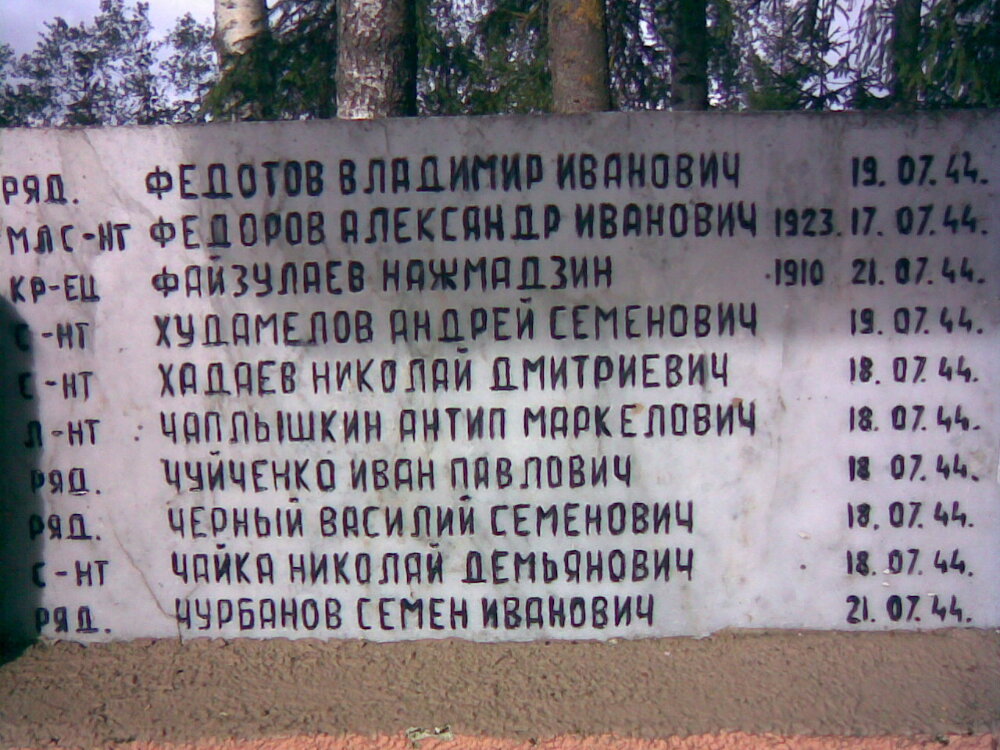 РЯД. ФЕДОТОВ ВЛАДИМИР ИВАНОВИЧ 19. 07. 44.
МЛС-НТ ФЕДОРОВ АЛЕКСАНДР ИВАНОВИЧ 1923. 17. 07. 44.
КР-ЕЦ ФАЙЗУЛАЕВ НАЖМАДЗИН 1910 21. 07. 44.
С-НТ ХУДАМЕЛОВ АНДРЕЙ СЕМЕНОВИЧ 19. 07. 44.
С-НТ ХАДАЕВ НИКОЛАЙ ДМИТРИЕВИЧ 18. 07. 44.
Л-НТ ЧАПЛЫШКИН АНТИП МАРКЕЛОВИЧ 18. 07. 44.
РЯД. ЧУЙЧЕНКО ИВАН ПАВЛОВИЧ 18 07. 44.
РЯД. ЧЕРНЫЙ ВАСИЛИЙ СЕМЕНОВИЧ 18. 07. 44.
С-НТ ЧАЙКА НИКОЛАЙ ДЕМЬЯНОВИЧ 18. 07. 44.
РЯД. ЧУРБАНОВ СЕМЕН ИВАНОВИЧ 21. 07. 44.